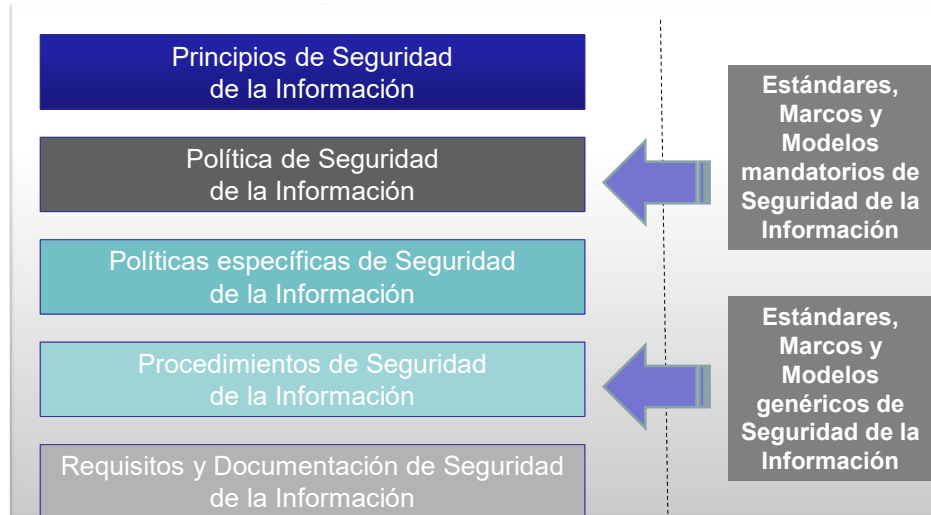 Principios de Seguridad
de la Información
Política de Seguridad
de la Información
Políticas específicas de Seguridad
de la Información
Procedimientos de Seguridad
de la Información
Requisitos y Documentación de Seguridad
de la Información
Estándares,
Marcos y
Modelos
mandatorios de
Seguridad de la
Información
Estándares,
Marcos y
Modelos
genéricos de
Seguridad de la
Información